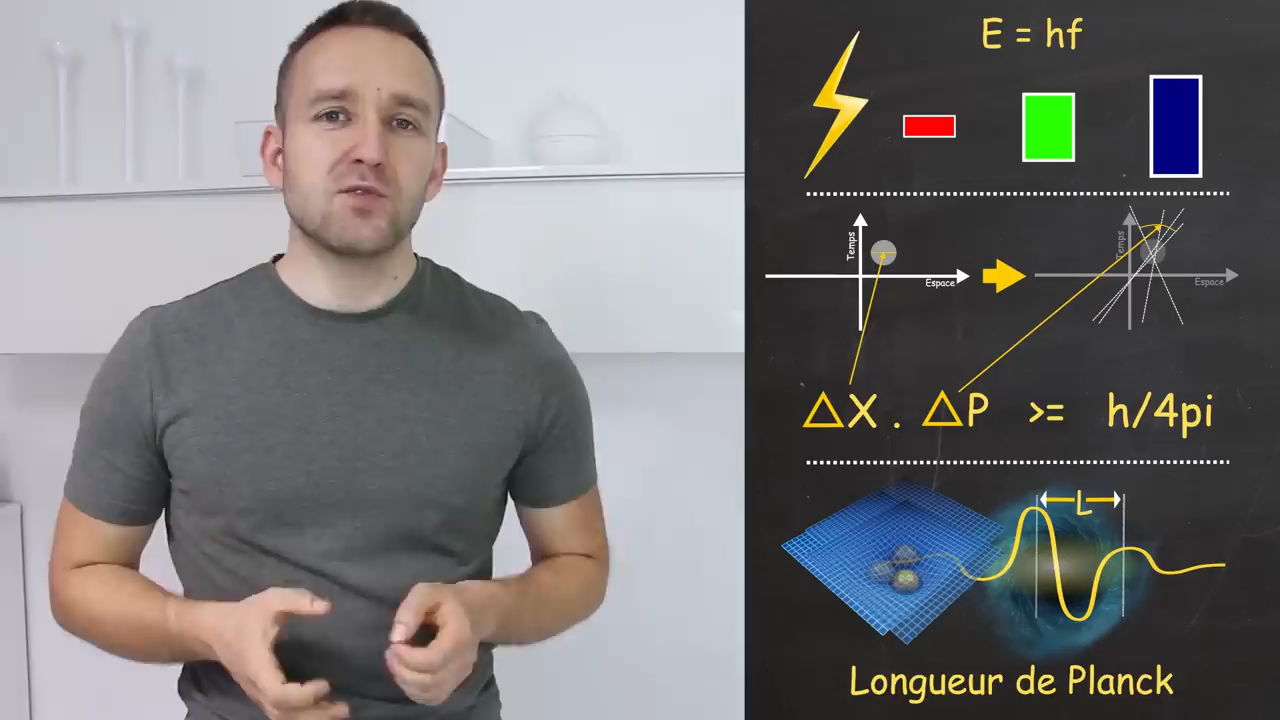 E = hf
Temps
Espace
Temps
Espace
△X . △P >= h/4pi
L
Longueur de Planck